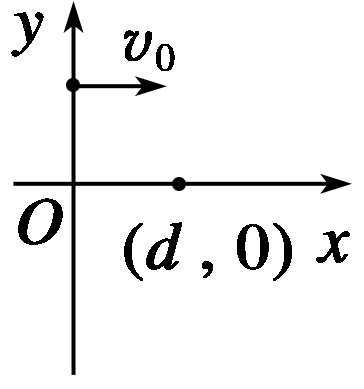 y
v₀
O
(d , 0) x